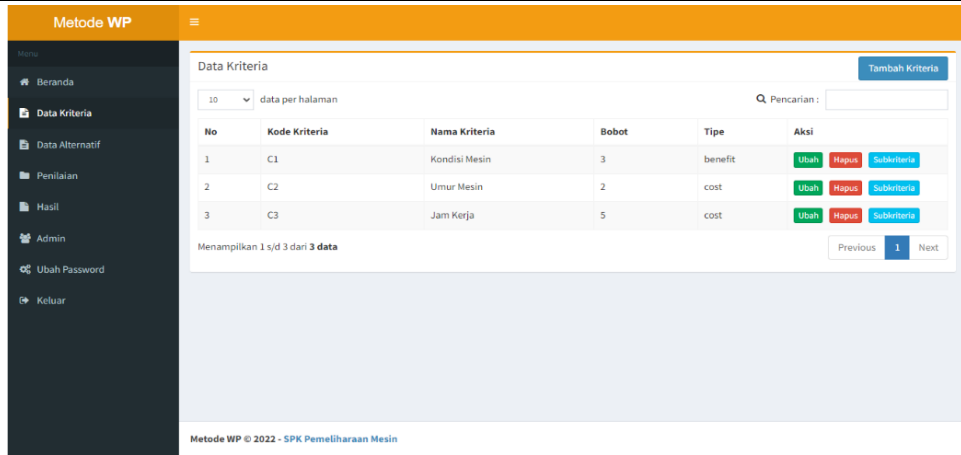 Metode WP
Menu
Beranda
Data Kriteria
Data Alternatif
Penilaian
Hasil
Admin
Ubah Password
Keluar
Data Kriteria
Tambah Kriteria
10 data per halaman
Pencarian :
No Kode Kriteria Nama Kriteria Bobot Tipe Aksi
1 C1 Kondisi Mesin 3 benefit Ubah Hapus Subkriteria
2 C2 Umur Mesin 2 cost Ubah Hapus Subkriteria
3 C3 Jam Kerja 5 cost Ubah Hapus Subkriteria
Menampilkan 1 s/d 3 dari 3 data
Previous 1 Next
Metode WP © 2022 - SPK Pemeliharaan Mesin